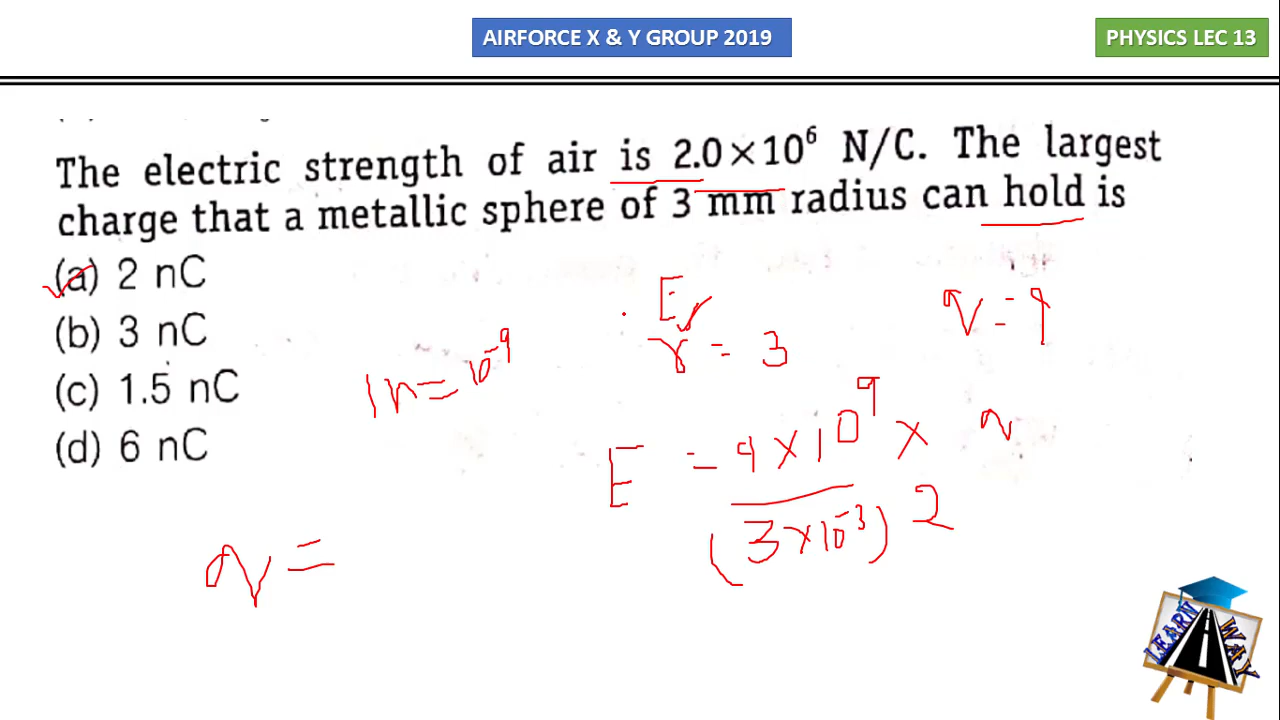 AIRFORCE X & Y GROUP 2019
PHYSICS LEC 13
The electric strength of air is 2.0×10⁶ N/C. The largest
charge that a metallic sphere of 3 mm radius can hold is
(a) 2 nC
(b) 3 nC
(c) 1.5 nC
(d) 6 nC
E
r = 3
q = ?
1n = 10⁻⁹
E = 9×10⁹ × q
(3×10⁻³)²
q =
LEARN WAY